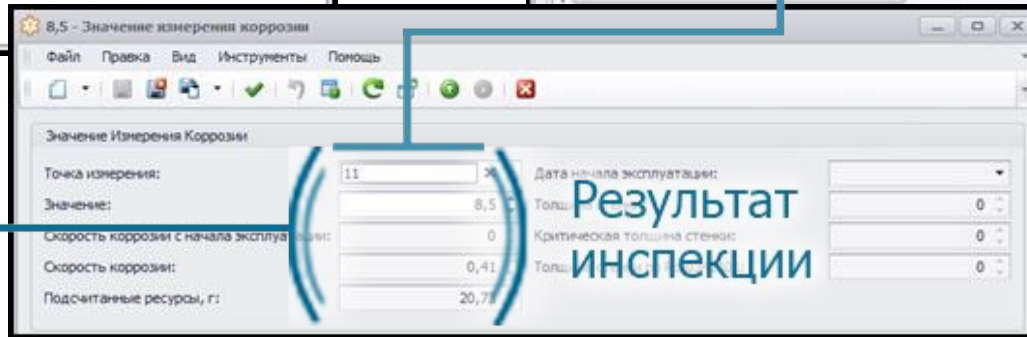 8,5 - Значение измерения коррозии
Файл Правка Вид Инструменты Помощь
Значение Измерения Коррозии
Точка измерения: 11 Дата начала эксплуатации:
Значение: 8,5 0
Скорость коррозии с начала эксплуатации: 0 Критическая толщина стенки: 0
Скорость коррозии: 0,41 0
Подсчитанные ресурсы, г: 20,73
Результат
инспекции